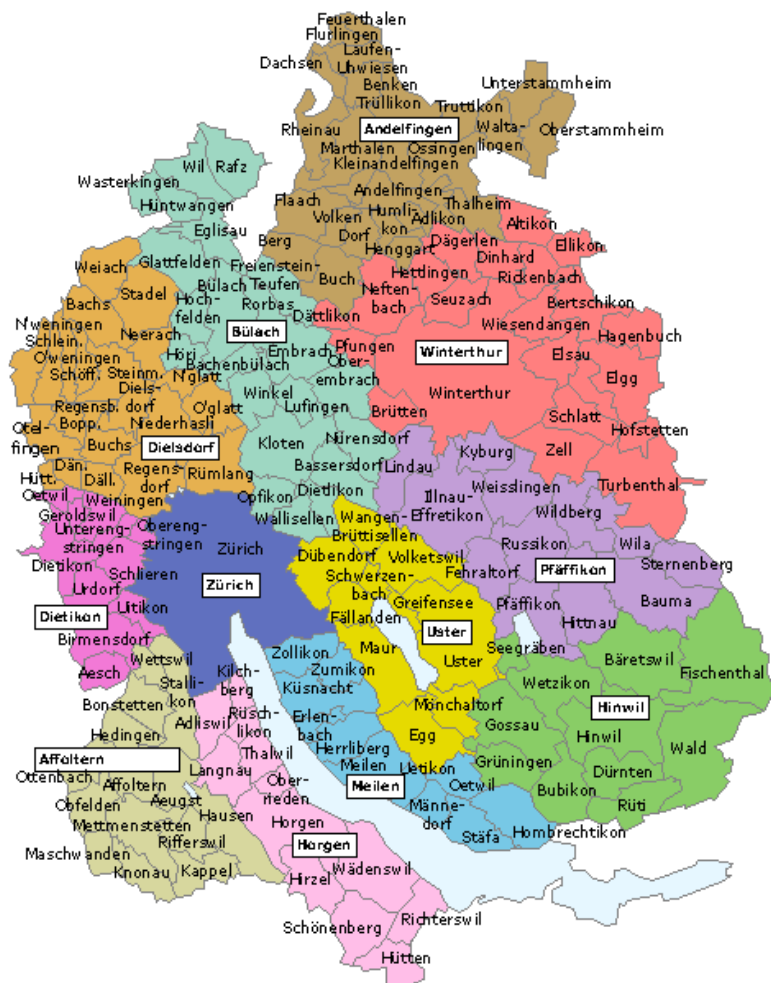 Feuerthalen
Flurlingen
Laufen-
Uhwiesen
Dachsen
Benken
Trüllikon
Truttikon
Unterstammheim
Oberstammheim
Walta-
lingen
Rheinau
Andelfingen
Marthalen
Ossingen
Kleinandelfingen
Andelfingen
Flaach
Volken
Humli-
kon
Thalheim
Adlikon
Dorf
Berg
Henggart
Buch
Wil
Rafz
Wasterkingen
Hüntwangen
Eglisau
Glattfelden
Freienstein-
Teufen
Bülach
Rorbas
Hoch-
felden
Bülach
Höri
Bachenbülach
Embrach
Ober-
embrach
Winkel
Lufingen
Kloten
Nürensdorf
Bassersdorf
Opfikon
Dietlikon
Wallisellen
Weiach
Stadel
Bachs
Neerach
N'weningen
Schlein.
O'weningen
Schöff.
Steinm.
N'glatt
Diels-
dorf
Regensb.
O'glatt
Niederhasli
Bopp.
Otel-
fingen
Buchs
Dielsdorf
Dän.
Däll.
Regens-
dorf
Rümlang
Hütt.
Altikon
Ellikon
Dägerlen
Dinhard
Hettlingen
Rickenbach
Neften-
bach
Seuzach
Bertschikon
Dättlikon
Wiesendangen
Hagenbuch
Pfungen
Winterthur
Elsau
Elgg
Winterthur
Brütten
Schlatt
Hofstetten
Zell
Turbenthal
Kyburg
Lindau
Weisslingen
Illnau-
Effretikon
Wildberg
Russikon
Wila
Sternenberg
Fehraltorf
Pfäffikon
Bauma
Pfäffikon
Hittnau
Oetwil
Weiningen
Geroldswil
Untereng-
stringen
Obereng-
stringen
Dietikon
Schlieren
Urdorf
Uitikon
Dietikon
Birmensdorf
Aesch
Zürich
Zürich
Wangen-
Brüttisellen
Dübendorf
Volketswil
Schwerzen-
bach
Greifensee
Fällanden
Uster
Maur
Uster
Mönchaltorf
Egg
Seegräben
Bäretswil
Wetzikon
Fischenthal
Hinwil
Gossau
Hinwil
Wald
Grüningen
Dürnten
Bubikon
Rüti
Zollikon
Zumikon
Küsnacht
Erlen-
bach
Herrliberg
Meilen
Uetikon
Meilen
Oetwil
Männe-
dorf
Stäfa
Hombrechtikon
Wettswil
Stalli-
kon
Bonstetten
Hedingen
Affoltern
Ottenbach
Affoltern
Aeugst
Obfelden
Hausen
Mettmenstetten
Rifferswil
Maschwanden
Knonau
Kappel
Kilch-
berg
Rüsch-
likon
Adliswil
Thalwil
Langnau
Ober-
rieden
Horgen
Horgen
Wädenswil
Hirzel
Richterswil
Schönenberg
Hütten